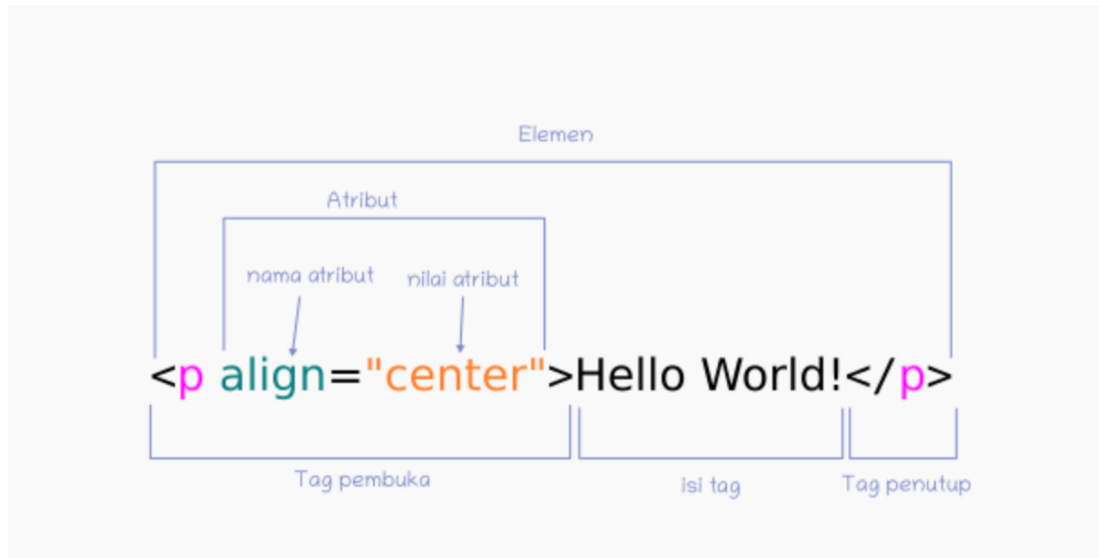 Elemen
Atribut
nama atribut nilai atribut
<p align="center">Hello World!</p>
Tag pembuka isi tag Tag penutup